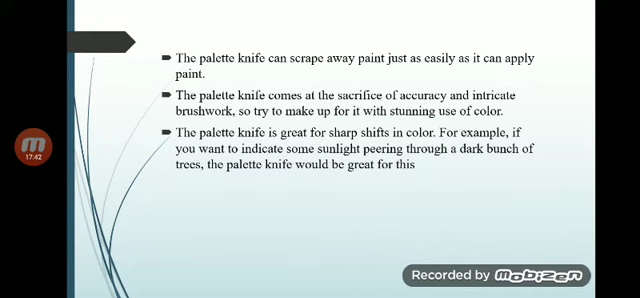 The palette knife can scrape away paint just as easily as it can apply
paint.
The palette knife comes at the sacrifice of accuracy and intricate
brushwork, so try to make up for it with stunning use of color.
The palette knife is great for sharp shifts in color. For example, if
you want to indicate some sunlight peering through a dark bunch of
trees, the palette knife would be great for this
17:42
Recorded by mobizen